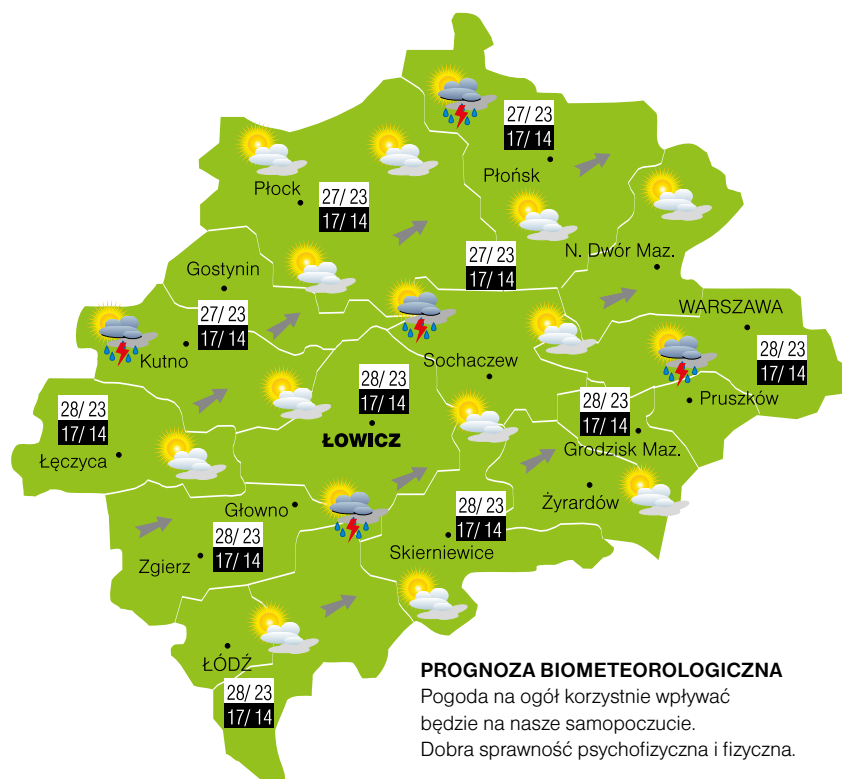 27/ 23
17/ 14
Płońsk
Płock
27/ 23
17/ 14
N. Dwór Maz.
27/ 23
17/ 14
Gostynin
WARSZAWA
27/ 23
17/ 14
Kutno
Sochaczew
28/ 23
17/ 14
28/ 23
17/ 14
ŁOWICZ
28/ 23
17/ 14
Pruszków
28/ 23
17/ 14
Łęczyca
Grodzisk Maz.
Żyrardów
Głowno
28/ 23
17/ 14
Skierniewice
28/ 23
17/ 14
Zgierz
ŁÓDŹ
28/ 23
17/ 14
PROGNOZA BIOMETEOROLOGICZNA
Pogoda na ogół korzystnie wpływać
będzie na nasze samopoczucie.
Dobra sprawność psychofizyczna i fizyczna.